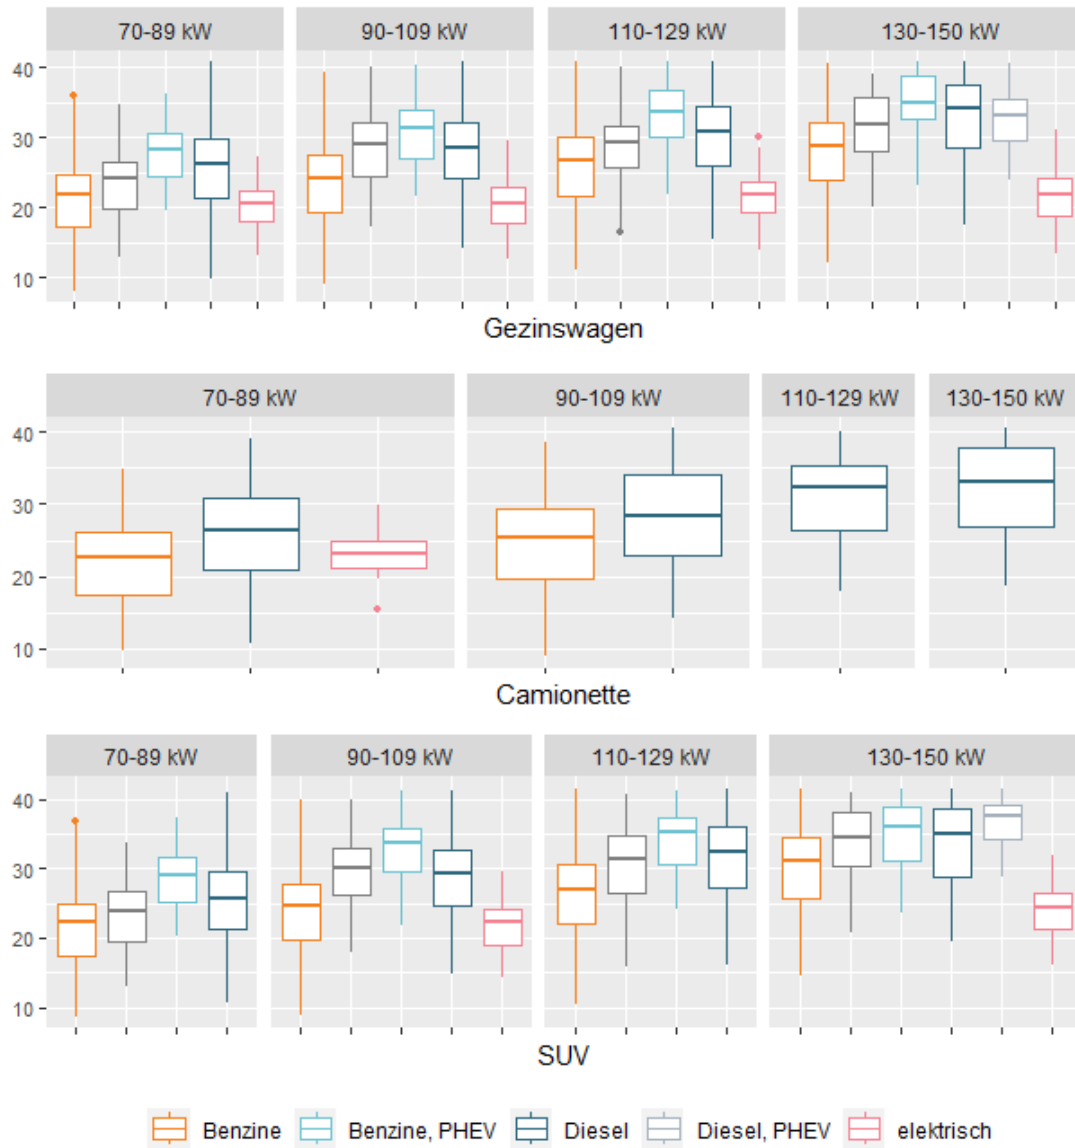 70-89 kW 90-109 kW 110-129 kW 130-150 kW
40
30
20
10
Gezinswagen
70-89 kW 90-109 kW 110-129 kW 130-150 kW
40
30
20
10
Camionette
70-89 kW 90-109 kW 110-129 kW 130-150 kW
40
30
20
10
SUV
Benzine Benzine, PHEV Diesel Diesel, PHEV elektrisch